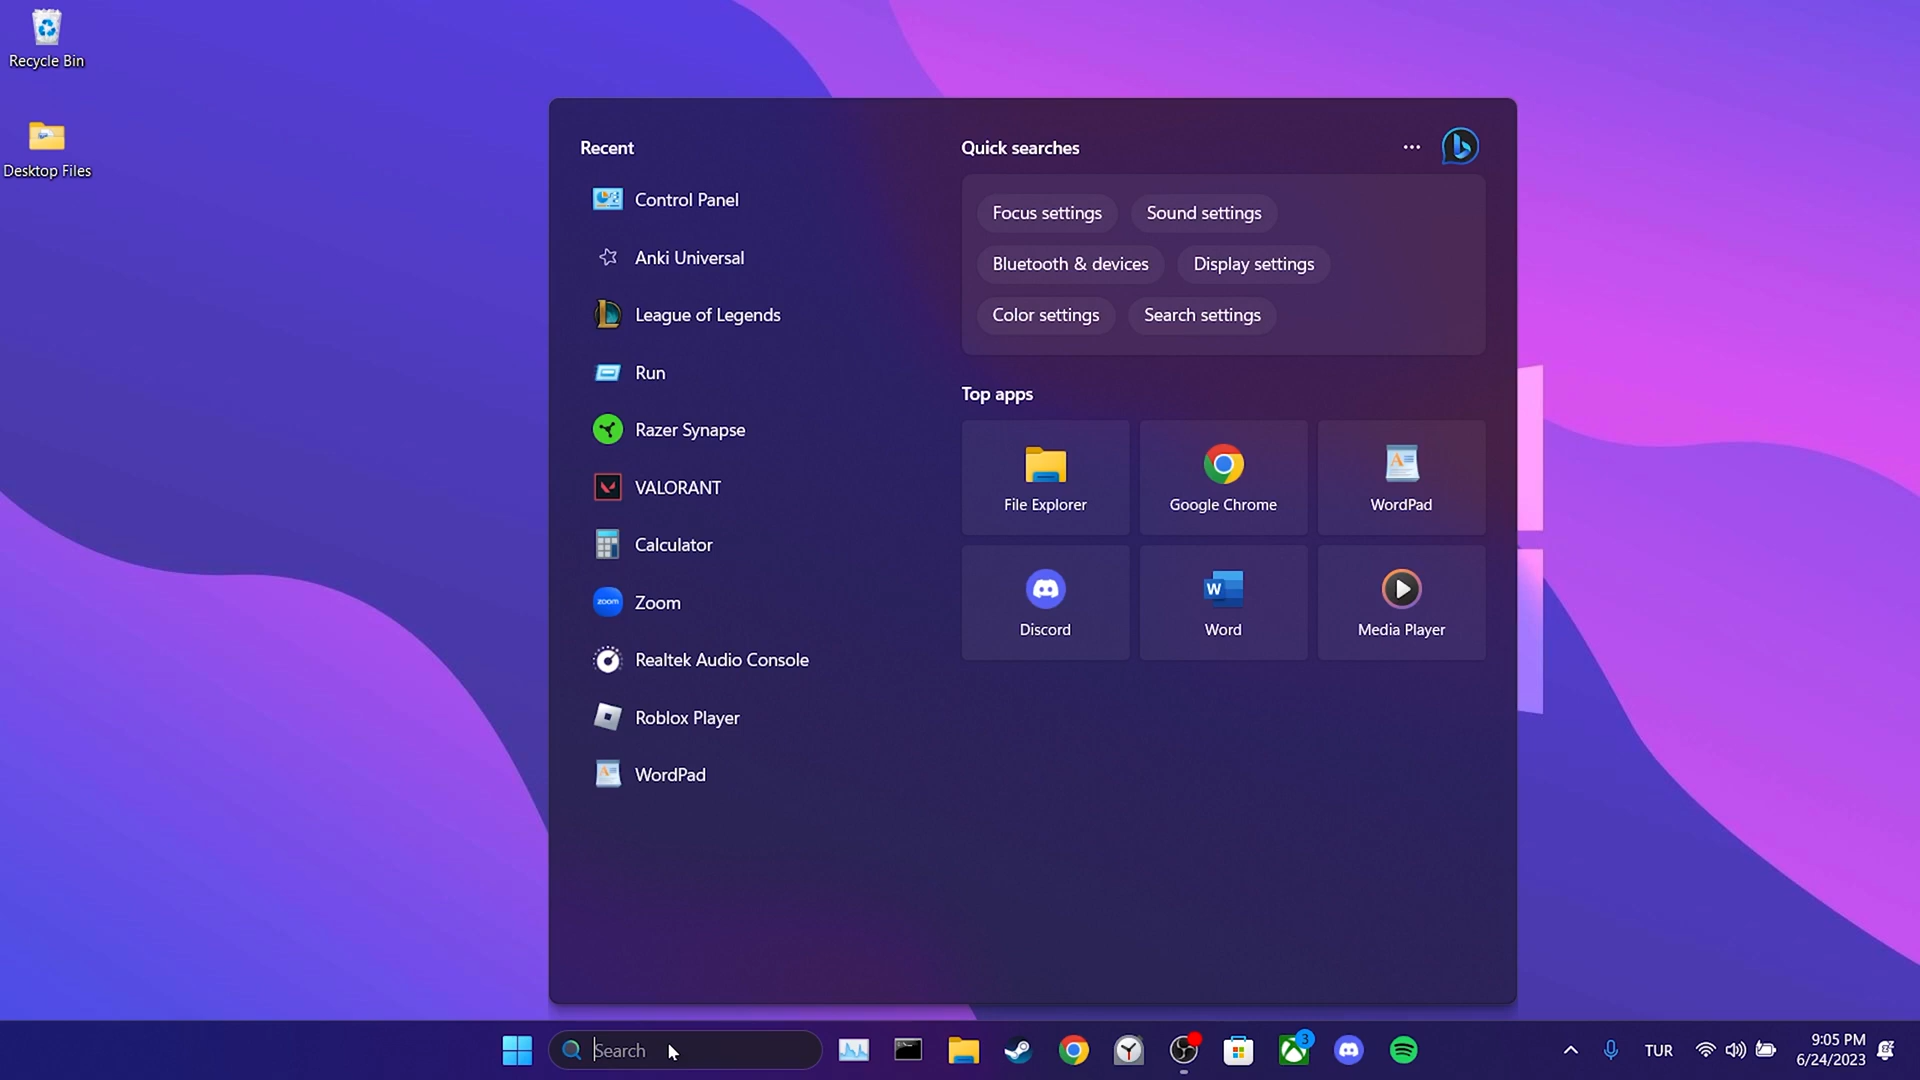 Recycle Bin
Desktop Files
Recent
Control Panel
Anki Universal
League of Legends
Run
Razer Synapse
VALORANT
Calculator
Zoom
Realtek Audio Console
Roblox Player
WordPad
Quick searches
Focus settings
Sound settings
Bluetooth & devices
Display settings
Color settings
Search settings
Top apps
File Explorer
Google Chrome
WordPad
Discord
Word
Media Player
Search
3
TUR
9:05 PM
6/24/2023